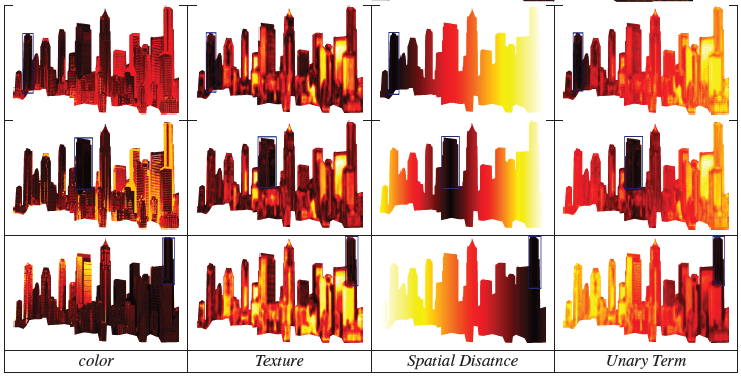 color
Texture
Spatial Disatnce
Unary Term